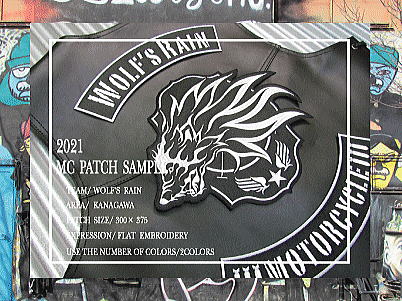 WOLF'S RAIN
2021
MC PATCH SAMPLE
TEAM/ WOLF'S RAIN
AREA/ KANAGAWA
PATCH SIZE/ 300 × 375
EXPRESSION/ FLAT EMBROIDERY
USE THE NUMBER OF COLORS/2COLORS
MOTORCYCLE